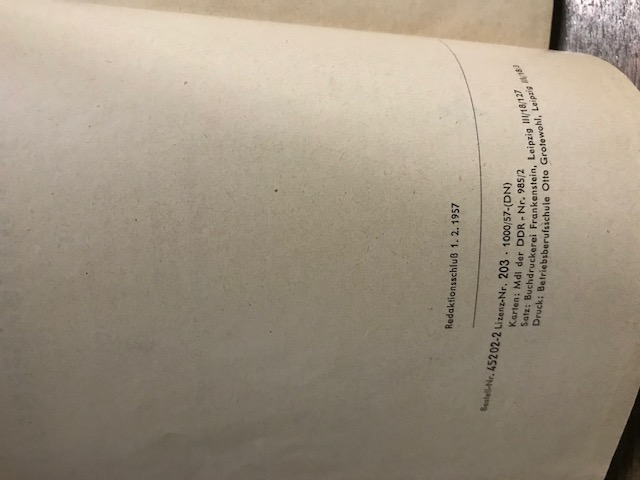 Redaktionsschluß 1. 2. 1957
Bestell-Nr. 45202-2 Lizenz-Nr. 203 · 1000/57-(DN)
Karten: MdI der DDR - Nr. 985/2
Satz: Buchdruckerei Frankenstein, Leipzig III/18/127
Druck: Betriebsberufsschule Otto Grotewohl, Leipzig III/18/3